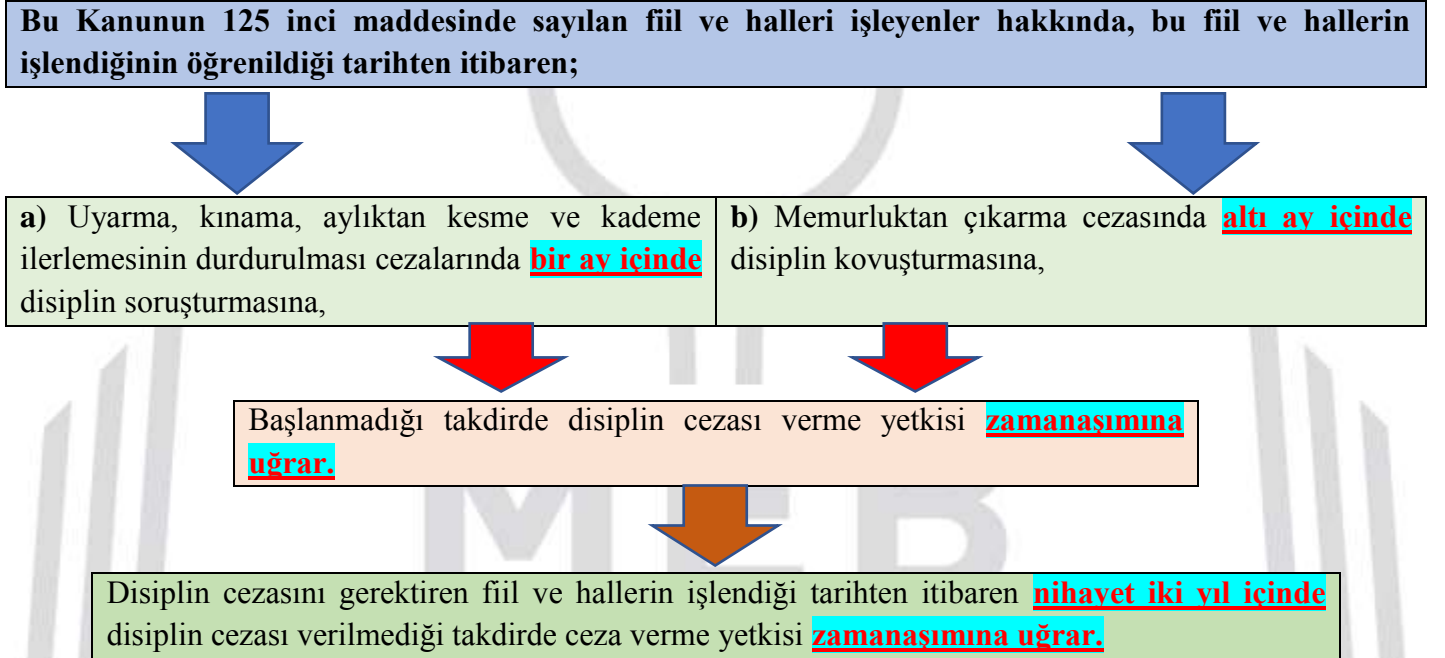 Bu Kanunun 125 inci maddesinde sayılan fiil ve halleri işleyenler hakkında, bu fiil ve hallerin
işlendiğinin öğrenildiği tarihten itibaren;
a) Uyarma, kınama, aylıktan kesme ve kademe
ilerlemesinin durdurulması cezalarında bir ay içinde
disiplin soruşturmasına,
b) Memurluktan çıkarma cezasında altı ay içinde
disiplin kovuşturmasına,
Başlanmadığı takdirde disiplin cezası verme yetkisi zamanaşımına
uğrar.
MEB
Disiplin cezasını gerektiren fiil ve hallerin işlendiği tarihten itibaren nihayet iki yıl içinde
disiplin cezası verilmediği takdirde ceza verme yetkisi zamanaşımına uğrar.